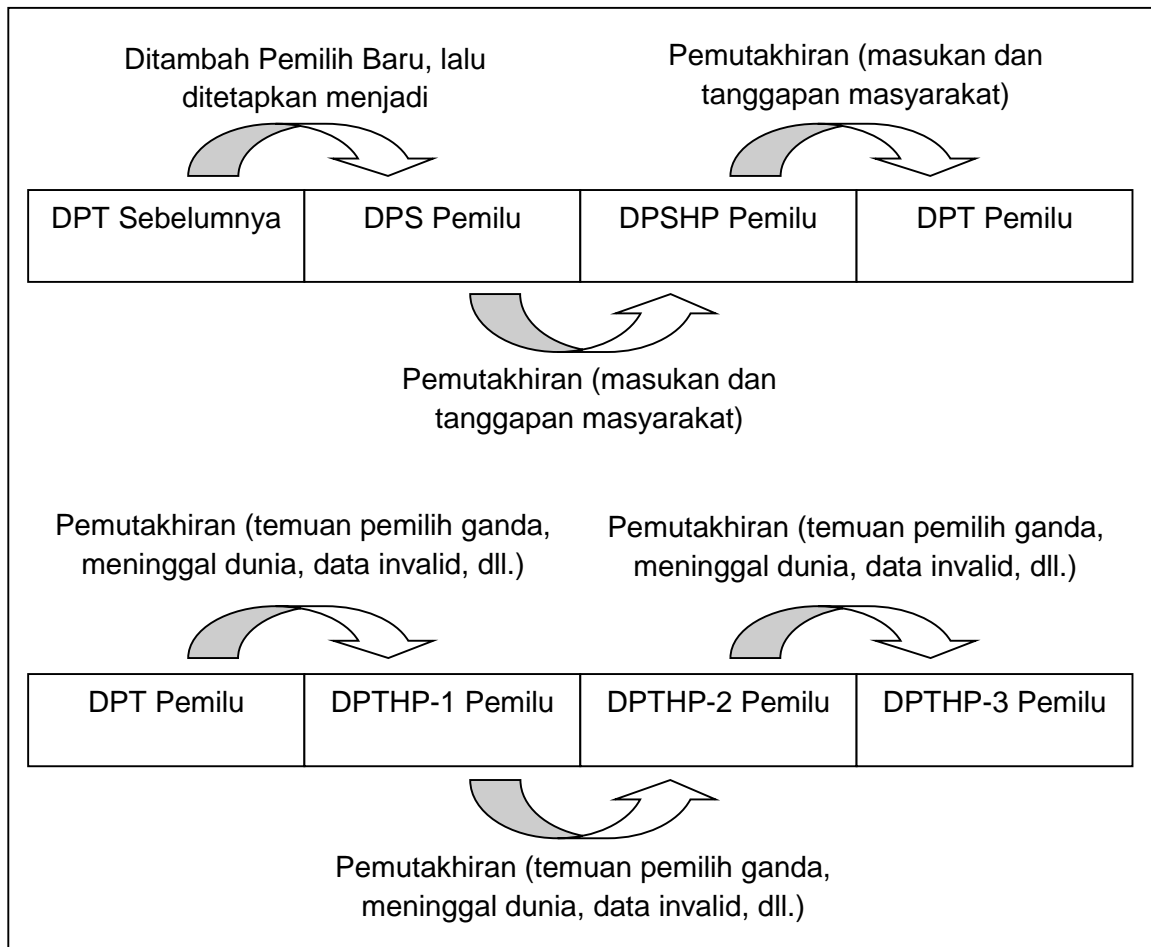 Ditambah Pemilih Baru, lalu
ditetapkan menjadi
Pemutakhiran (masukan dan
tanggapan masyarakat)
DPT Sebelumnya
DPS Pemilu
DPSHP Pemilu
DPT Pemilu
Pemutakhiran (masukan dan
tanggapan masyarakat)
Pemutakhiran (temuan pemilih ganda,
meninggal dunia, data invalid, dll.)
Pemutakhiran (temuan pemilih ganda,
meninggal dunia, data invalid, dll.)
DPT Pemilu
DPTHP-1 Pemilu
DPTHP-2 Pemilu
DPTHP-3 Pemilu
Pemutakhiran (temuan pemilih ganda,
meninggal dunia, data invalid, dll.)